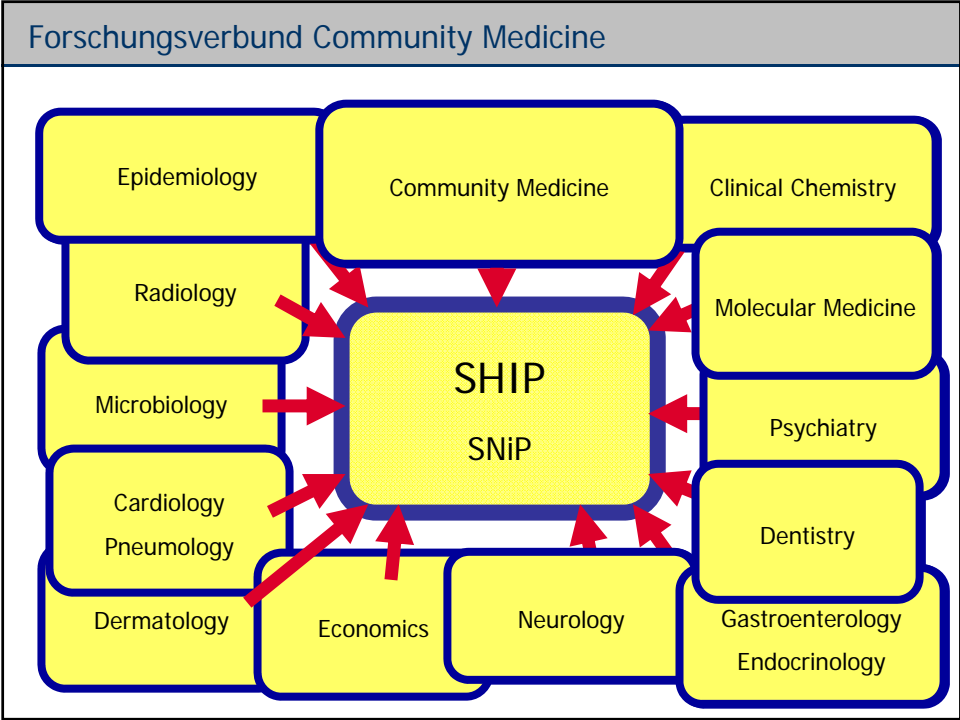 Forschungsverbund Community Medicine
Epidemiology
Community Medicine
Clinical Chemistry
Radiology
Molecular Medicine
SHIP
SNiP
Microbiology
Psychiatry
Cardiology
Pneumology
Dentistry
Dermatology
Economics
Neurology
Gastroenterology
Endocrinology